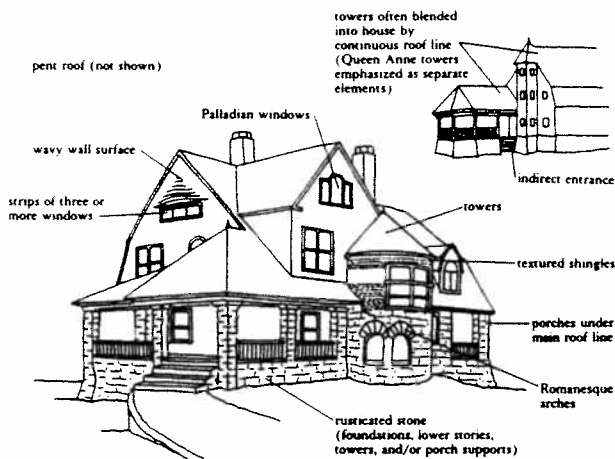 towers often blended
into house by
continuous roof line
(Queen Anne towers
emphasized as separate
elements)
pent roof (not shown)
Palladian windows
wavy wall surface
indirect entrance
strips of three or
more windows
towers
textured shingles
porches under
main roof line
Romanesque
arches
rusticated stone
(foundations, lower stories,
towers, and/or porch supports)